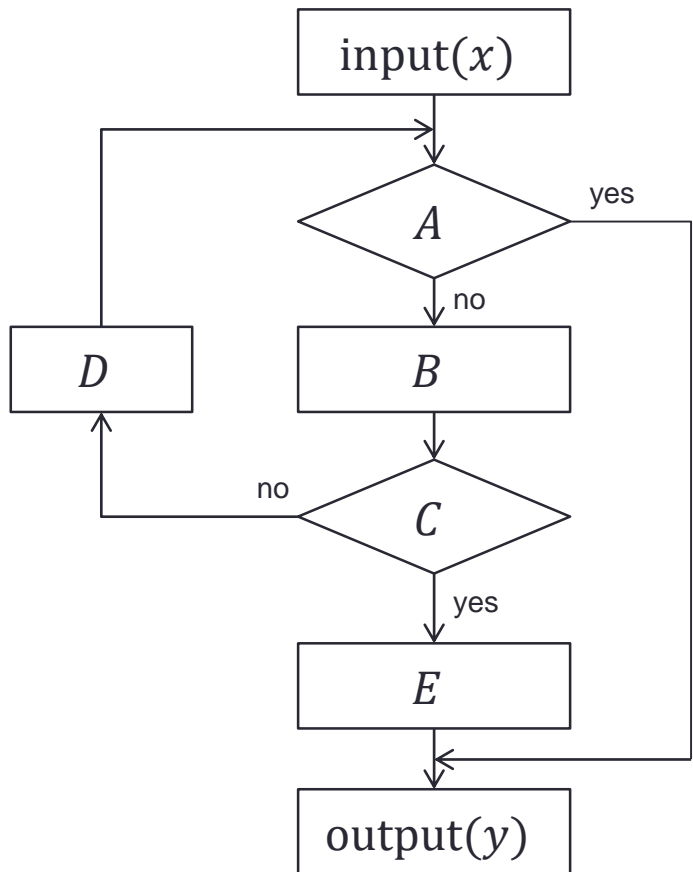 input(x)
yes
A
no
D
B
no
C
yes
E
output(y)